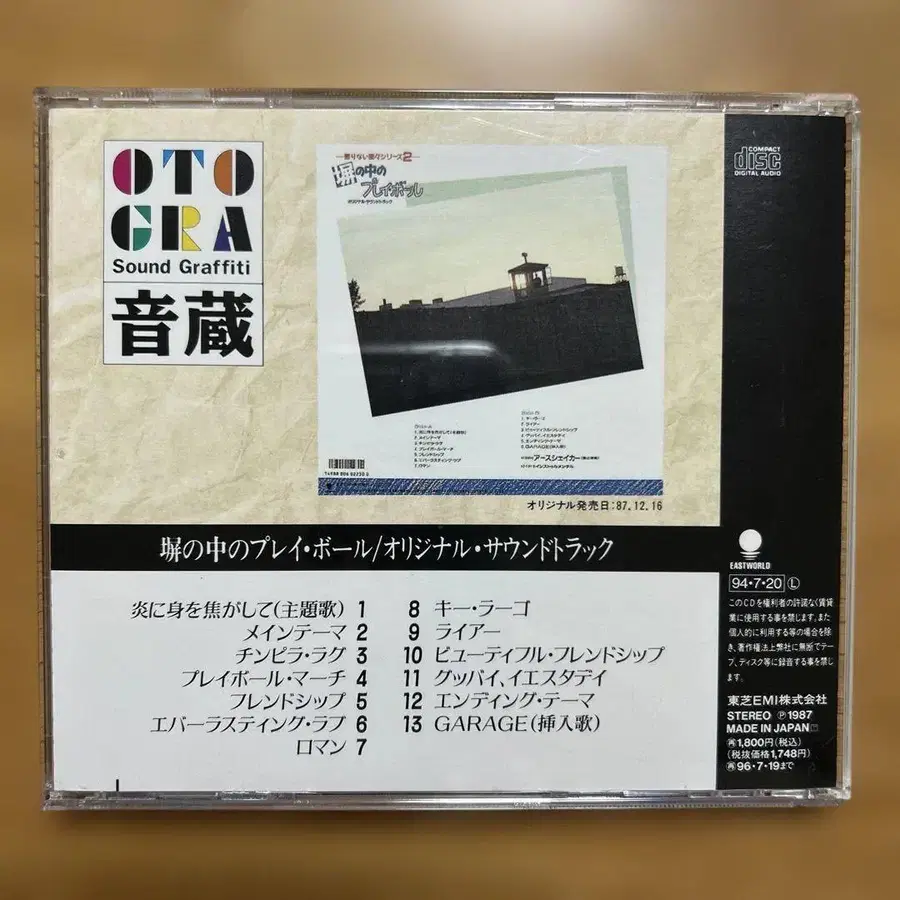 OTO
GRA
Sound Graffiti
音蔵
塀の中の
プレイ・ボール
オリジナル・サウンドトラック
オリジナル発売日:87.12.16
COMPACT
disc
DIGITAL AUDIO
塀の中のプレイ・ボール/オリジナル・サウンドトラック
炎に身を焦がして(主題歌) 1
メインテーマ 2
チンピラ・ラグ 3
プレイボール・マーチ 4
フレンドシップ 5
エバーラスティング・ラブ 6
ロマン 7
8 キー・ラーゴ
9 ライアー
10 ビューティフル・フレンドシップ
11 グッバイ,イエスタデイ
12 エンディング・テーマ
13 GARAGE(挿入歌)
EASTWORLD
94・7・20 Ⓛ
このCDを権利者の許諾なく賃貸
業に使用する事を禁じます。また
個人的に利用する等の場合を除
き、著作権法上弊社に無断でテー
プ、ディスク等に録音する事を禁じ
ます。
東芝EMI株式会社
STEREO Ⓟ1987
MADE IN JAPAN
1,800円(税込)
(税抜価格1,748円)
96・7・19まで